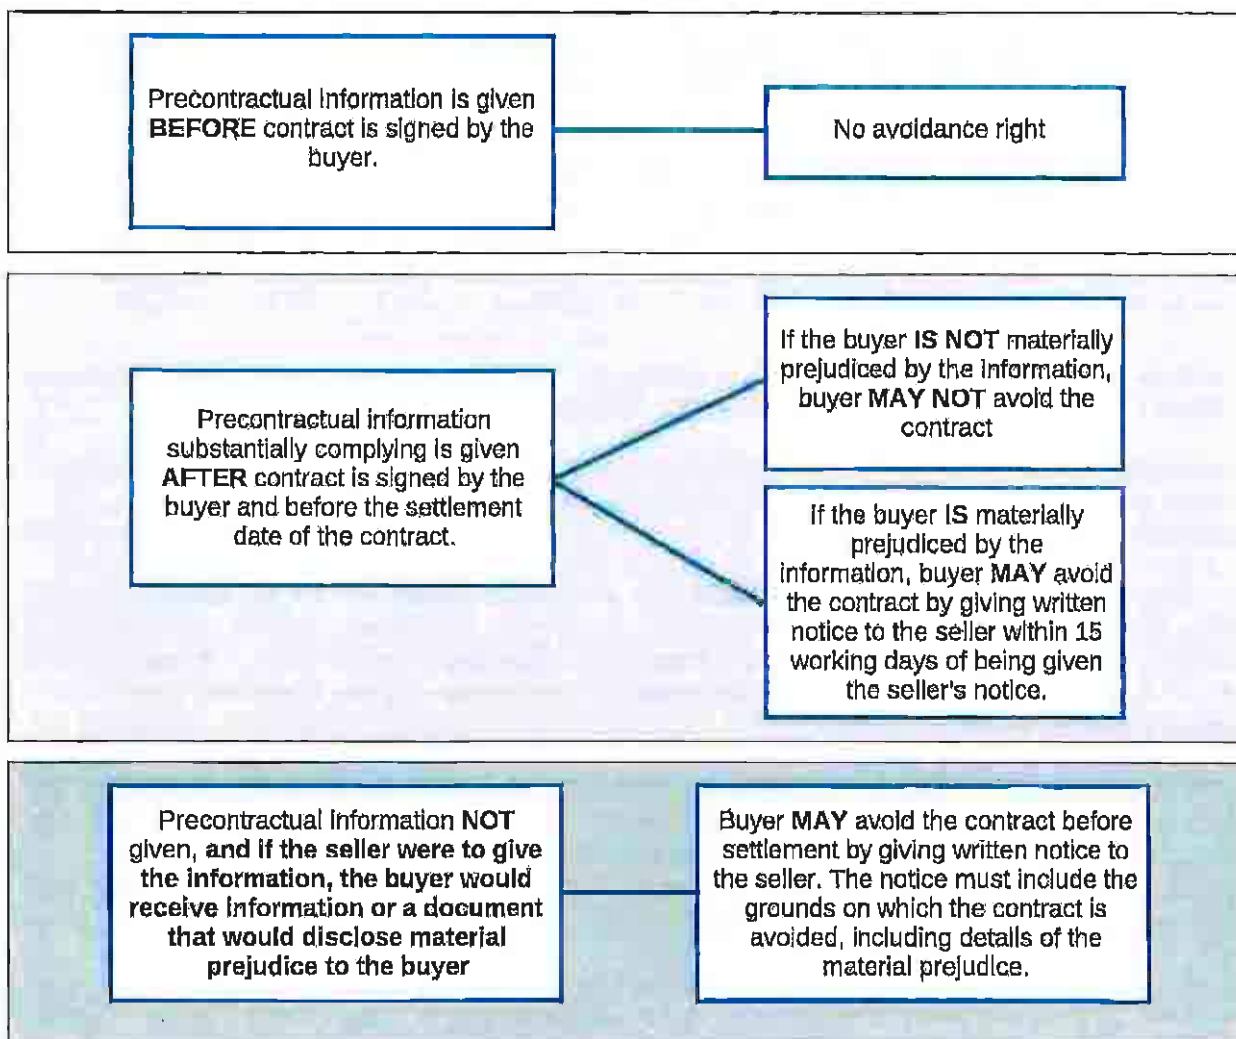 Precontractual information is given
BEFORE contract is signed by the
buyer.
No avoidance right
Precontractual information
substantially complying is given
AFTER contract is signed by the
buyer and before the settlement
date of the contract.
If the buyer IS NOT materially
prejudiced by the information,
buyer MAY NOT avoid the
contract
If the buyer IS materially
prejudiced by the
information, buyer MAY avoid
the contract by giving written
notice to the seller within 15
working days of being given
the seller's notice.
Precontractual information NOT
given, and if the seller were to give
the information, the buyer would
receive information or a document
that would disclose material
prejudice to the buyer
Buyer MAY avoid the contract before
settlement by giving written notice to
the seller. The notice must include the
grounds on which the contract is
avoided, including details of the
material prejudice.